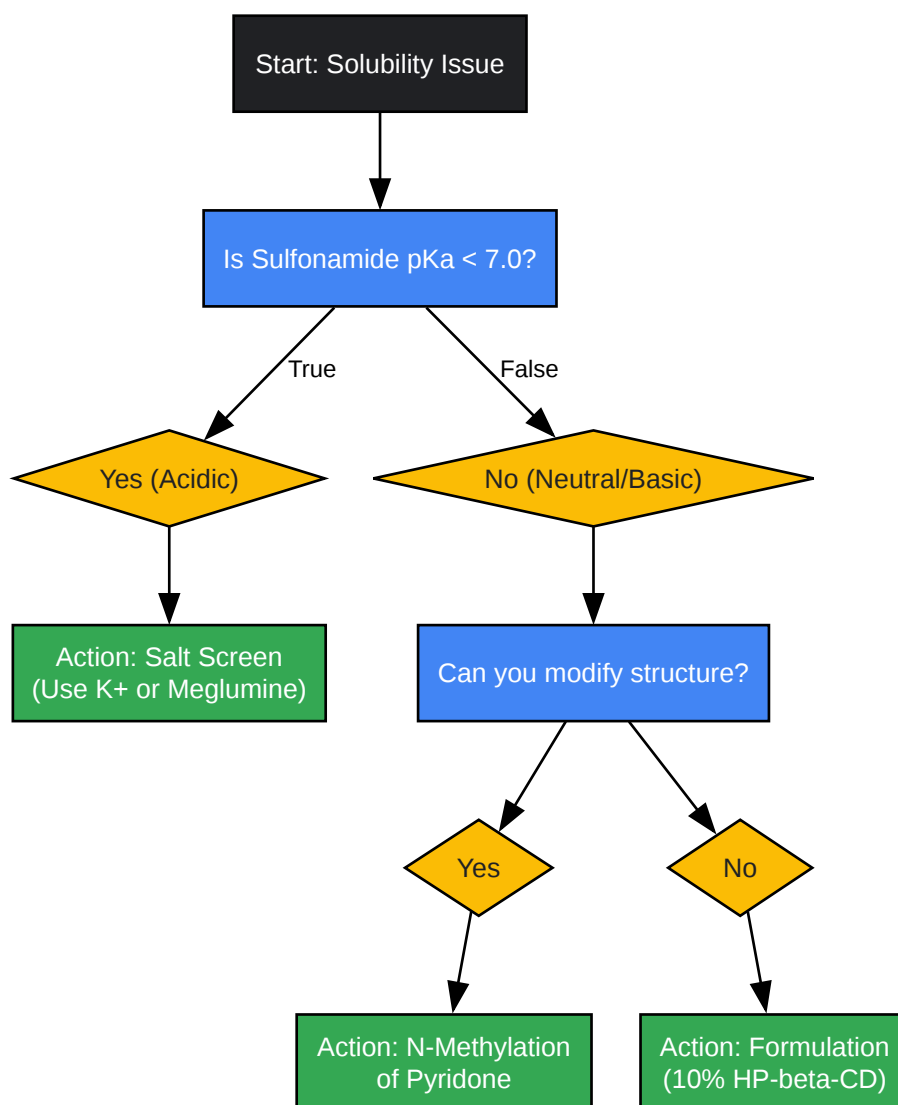 Start: Solubility Issue
Is Sulfonamide pKa < 7.0?
True
False
Yes (Acidic)
No (Neutral/Basic)
Action: Salt Screen
(Use K+ or Meglumine)
Can you modify structure?
Yes
No
Action: N-Methylation
of Pyridone
Action: Formulation
(10% HP-beta-CD)